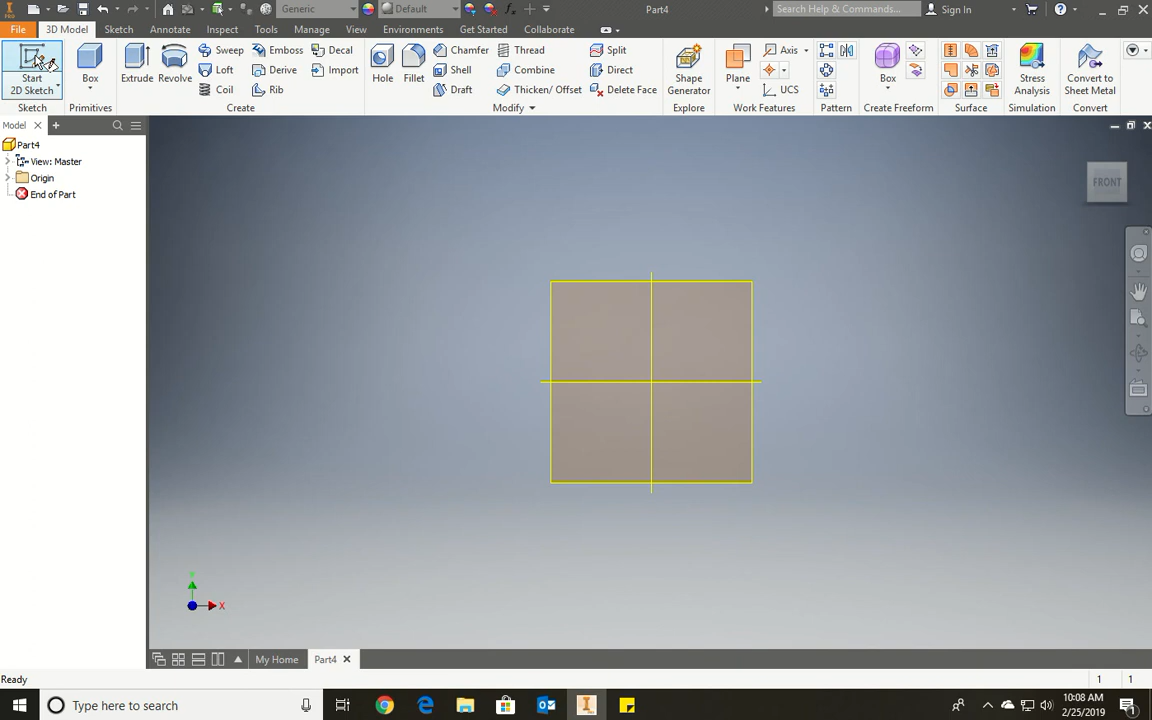 PRO Generic Default fx Part4 Search Help & Commands... Sign In
File 3D Model Sketch Annotate Inspect Tools Manage View Environments Get Started Collaborate
Start
2D Sketch
Sketch
Box
Primitives
Extrude
Revolve
Sweep
Loft
Coil
Emboss
Derive
Rib
Decal
Import
Create
Hole
Fillet
Chamfer
Shell
Draft
Thread
Combine
Thicken/ Offset
Split
Direct
Delete Face
Modify
Shape
Generator
Explore
Plane
Axis
UCS
Work Features
Pattern
Box
Create Freeform
Surface
Stress
Analysis
Simulation
Convert to
Sheet Metal
Convert
Model
Part4
View: Master
Origin
End of Part
FRONT
Y
X
My Home Part4
Ready 1 1
Type here to search
10:08 AM
2/25/2019
1